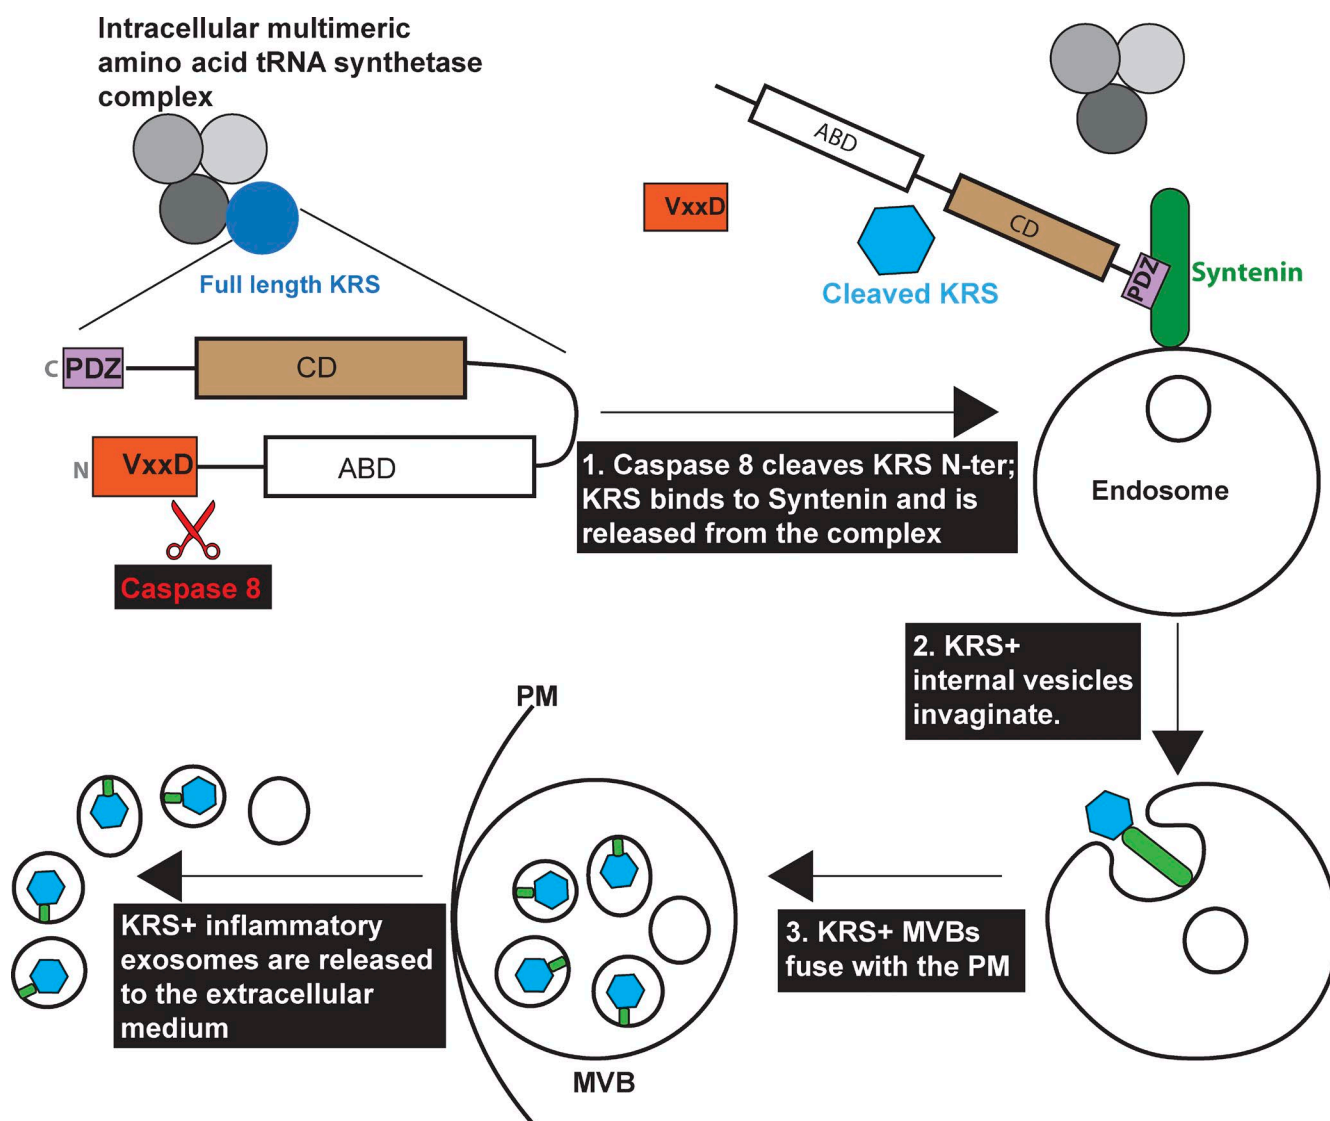 Intracellular multimeric
amino acid tRNA synthetase
complex
Full length KRS
C PDZ
CD
N VxxD
ABD
Caspase 8
1. Caspase 8 cleaves KRS N-ter;
KRS binds to Syntenin and is
released from the complex
VxxD
ABD
CD
PDZ
Cleaved KRS
Syntenin
Endosome
2. KRS+
internal vesicles
invaginate.
3. KRS+ MVBs
fuse with the PM
PM
MVB
KRS+ inflammatory
exosomes are released
to the extracellular
medium